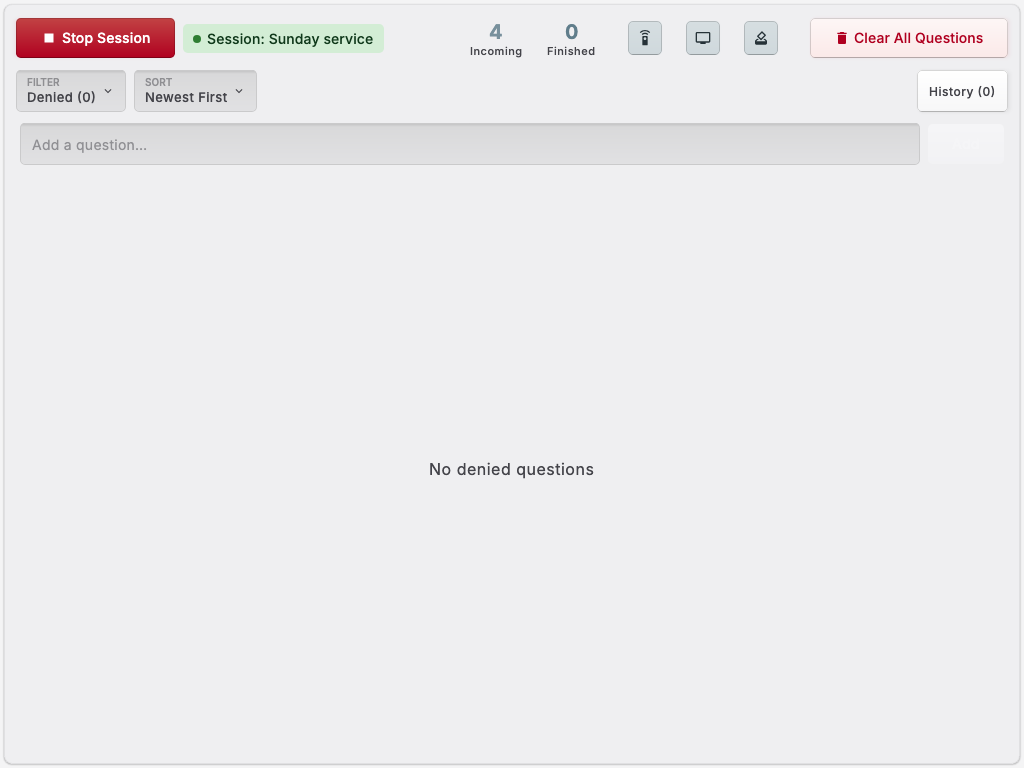 Stop Session
Session: Sunday service
4
Incoming
0
Finished
Clear All Questions
FILTER
Denied (0)
SORT
Newest First
History (0)
Add a question...
No denied questions